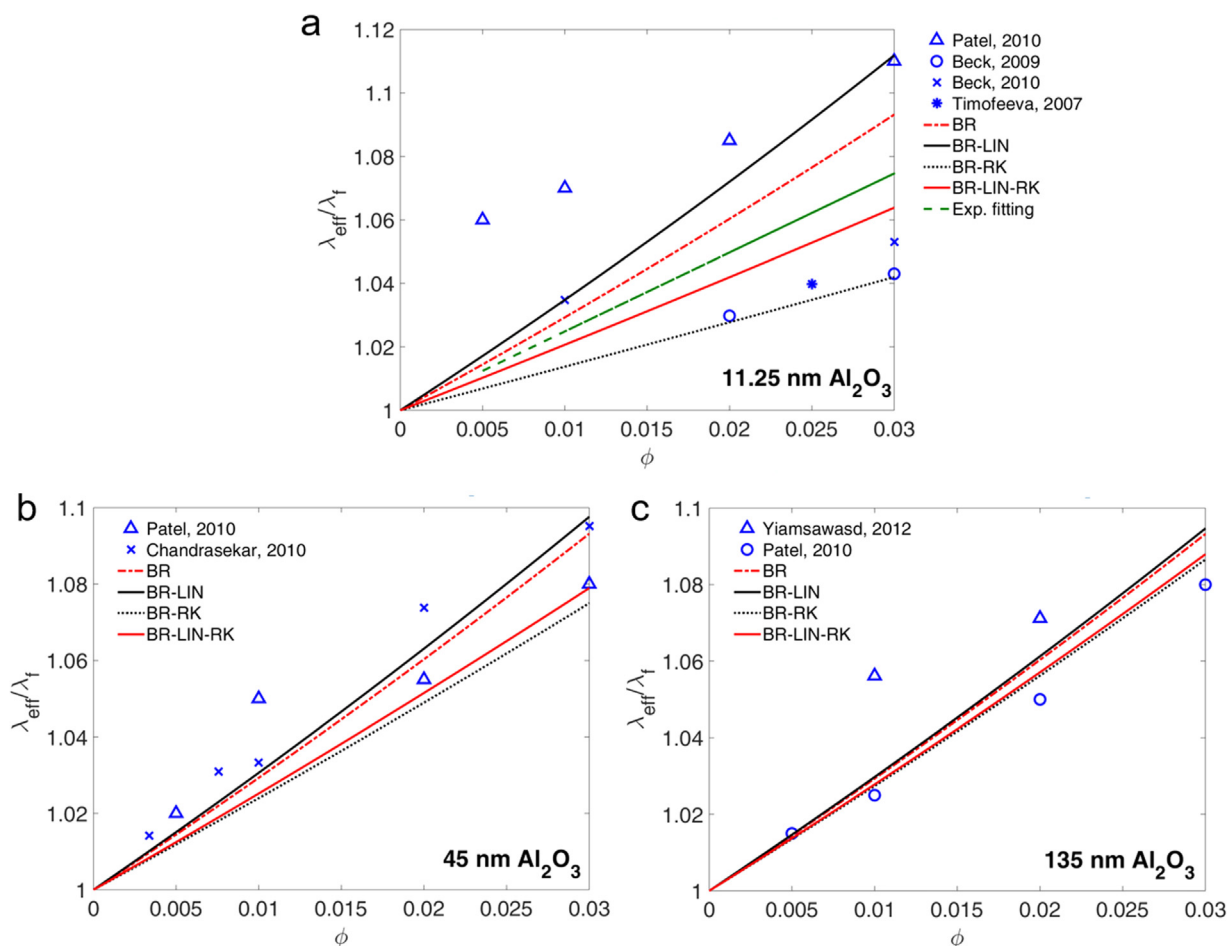 a
1.12
1.1
1.08
1.06
1.04
1.02
1
λeff/λf
0
0.005
0.01
0.015
0.02
0.025
0.03
ϕ
11.25 nm Al2O3
Patel, 2010
Beck, 2009
Beck, 2010
Timofeeva, 2007
BR
BR-LIN
BR-RK
BR-LIN-RK
Exp. fitting
b
1.1
1.08
1.06
1.04
1.02
1
λeff/λf
Patel, 2010
Chandrasekar, 2010
BR
BR-LIN
BR-RK
BR-LIN-RK
45 nm Al2O3
0
0.005
0.01
0.015
0.02
0.025
0.03
ϕ
c
1.1
1.08
1.06
1.04
1.02
1
λeff/λf
Yiamsawasd, 2012
Patel, 2010
BR
BR-LIN
BR-RK
BR-LIN-RK
135 nm Al2O3
0
0.005
0.01
0.015
0.02
0.025
0.03
ϕ